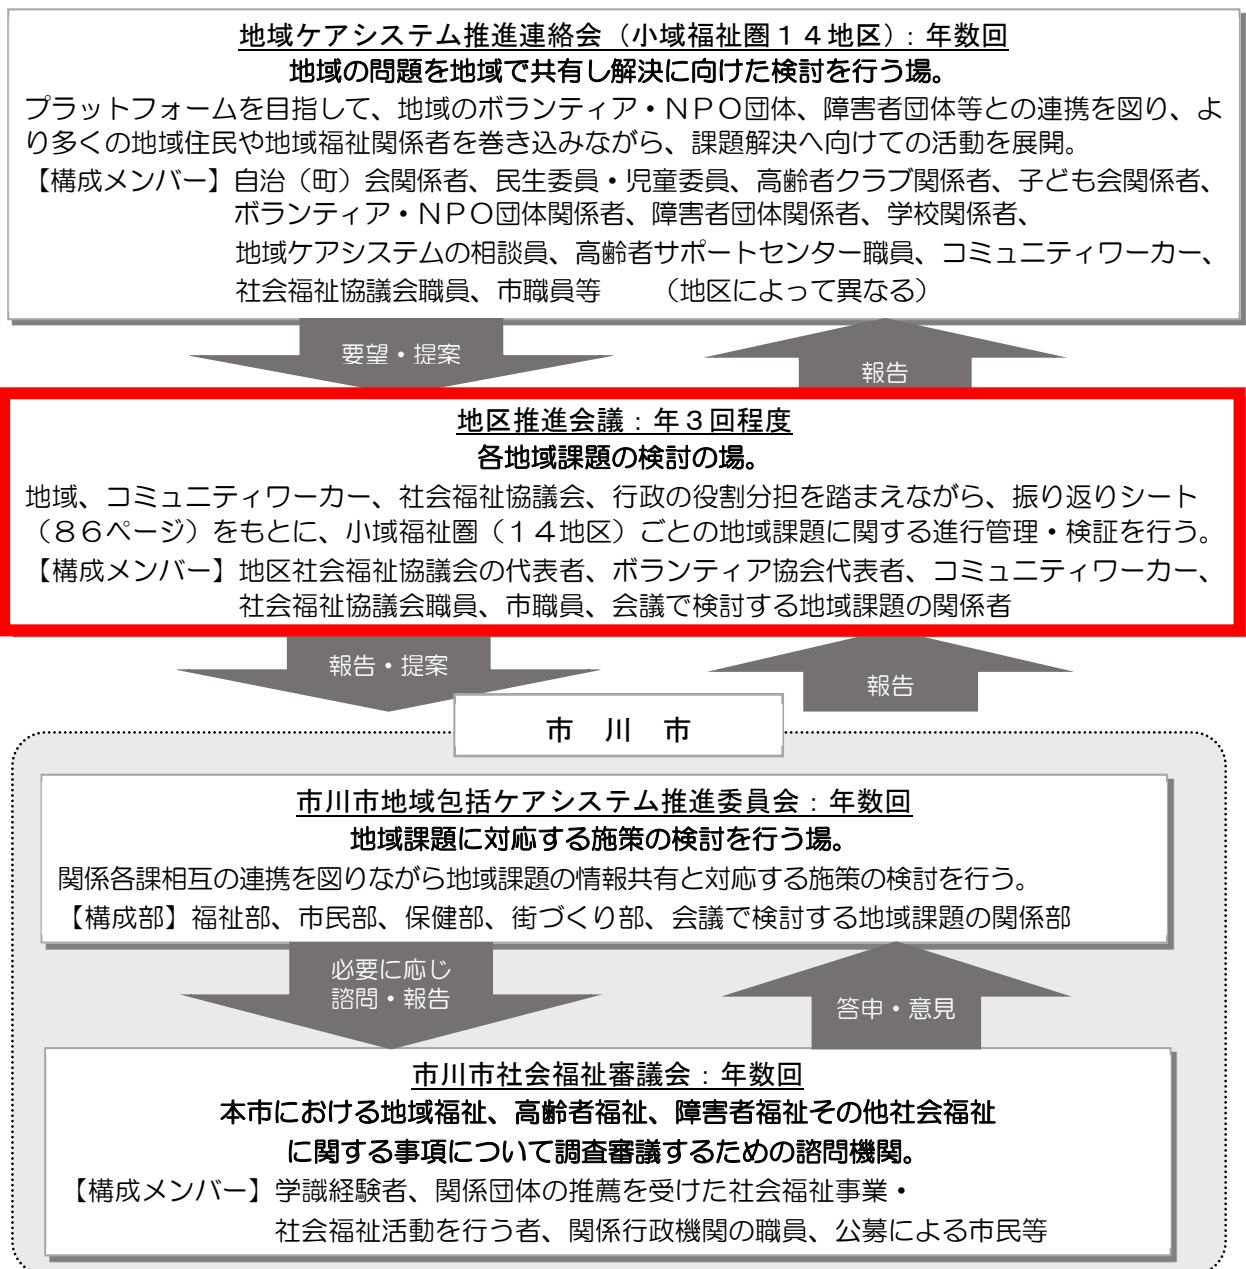 地域ケアシステム推進連絡会（小域福祉圏１４地区）：年数回
地域の問題を地域で共有し解決に向けた検討を行う場。
プラットフォームを目指して、地域のボランティア・ＮＰＯ団体、障害者団体等との連携を図り、よ
り多くの地域住民や地域福祉関係者を巻き込みながら、課題解決へ向けての活動を展開。
【構成メンバー】自治（町）会関係者、民生委員・児童委員、高齢者クラブ関係者、子ども会関係者、
ボランティア・ＮＰＯ団体関係者、障害者団体関係者、学校関係者、
地域ケアシステムの相談員、高齢者サポートセンター職員、コミュニティワーカー、
社会福祉協議会職員、市職員等　　（地区によって異なる）
要望・提案
報告
地区推進会議：年３回程度
各地域課題の検討の場。
地域、コミュニティワーカー、社会福祉協議会、行政の役割分担を踏まえながら、振り返りシート
（８６ページ）をもとに、小域福祉圏（１４地区）ごとの地域課題に関する進行管理・検証を行う。
【構成メンバー】地区社会福祉協議会の代表者、ボランティア協会代表者、コミュニティワーカー、
社会福祉協議会職員、市職員、会議で検討する地域課題の関係者
報告・提案
報告
市　川　市
市川市地域包括ケアシステム推進委員会：年数回
地域課題に対応する施策の検討を行う場。
関係各課相互の連携を図りながら地域課題の情報共有と対応する施策の検討を行う。
【構成部】福祉部、市民部、保健部、街づくり部、会議で検討する地域課題の関係部
必要に応じ
諮問・報告
答申・意見
市川市社会福祉審議会：年数回
本市における地域福祉、高齢者福祉、障害者福祉その他社会福祉
に関する事項について調査審議するための諮問機関。
【構成メンバー】学識経験者、関係団体の推薦を受けた社会福祉事業・
社会福祉活動を行う者、関係行政機関の職員、公募による市民等